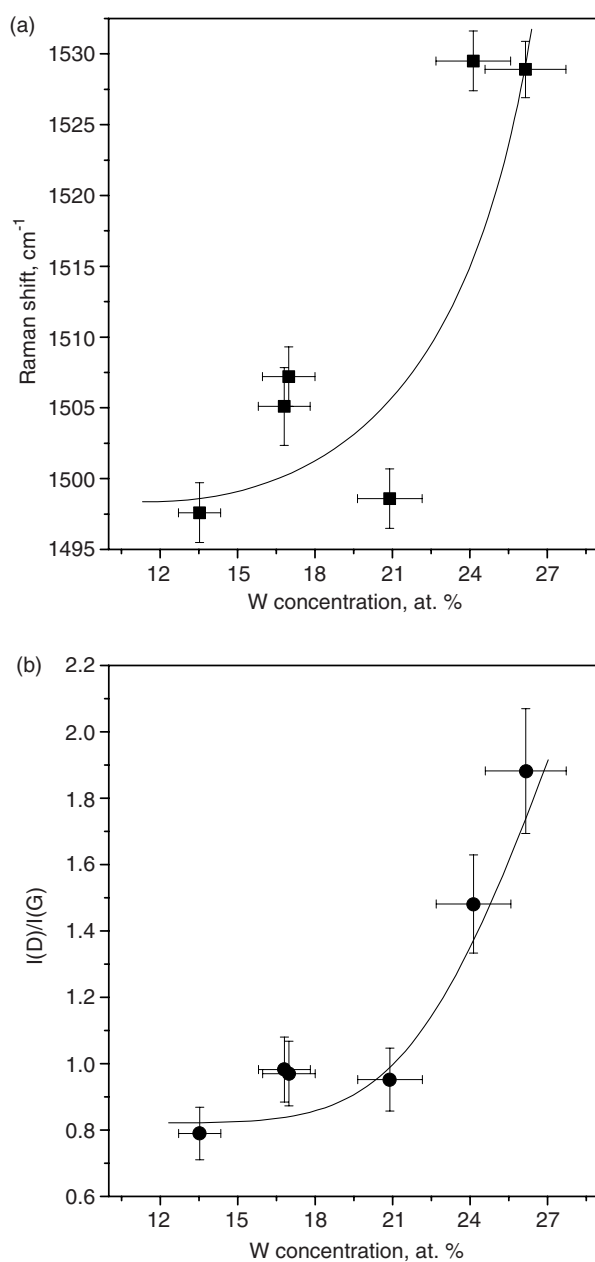 (a)
1530
1525
1520
1515
1510
1505
1500
1495
Raman shift, cm⁻¹
12 15 18 21 24 27
W concentration, at. %
(b)
2.2
2.0
1.8
1.6
1.4
1.2
1.0
0.8
0.6
I(D)/I(G)
12 15 18 21 24 27
W concentration, at. %